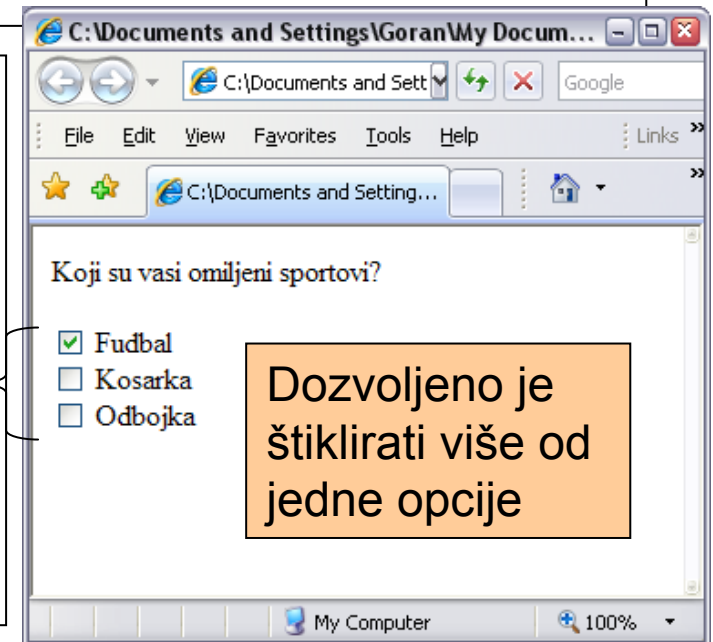 C:\Documents and Settings\Goran\My Docum...
C:\Documents and Sett
Google
File Edit View Favorites Tools Help Links »
C:\Documents and Setting... »
Koji su vasi omiljeni sportovi?
Fudbal
Kosarka
Odbojka
Dozvoljeno je
štiklirati više od
jedne opcije
My Computer 100%